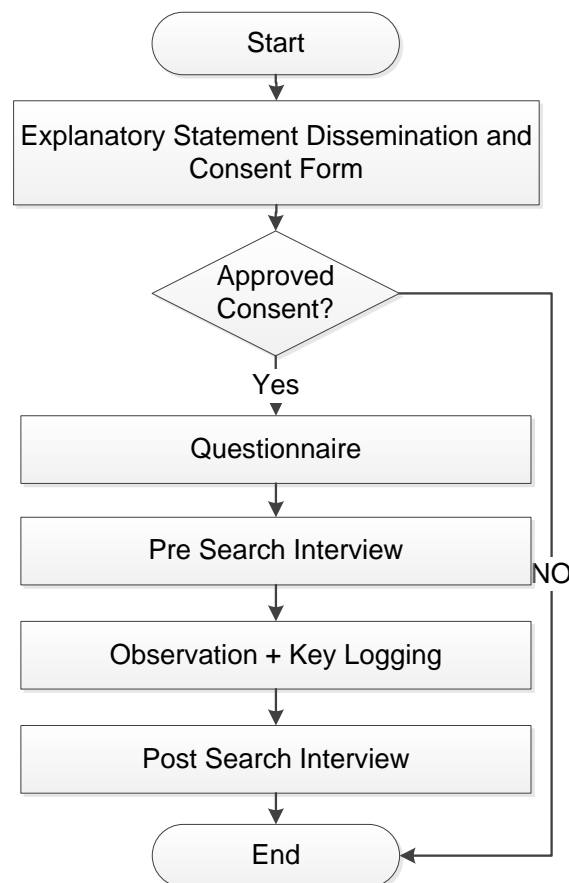 Start
Explanatory Statement Dissemination and
Consent Form
Approved
Consent?
Yes
Questionnaire
Pre Search Interview
NO
Observation + Key Logging
Post Search Interview
End